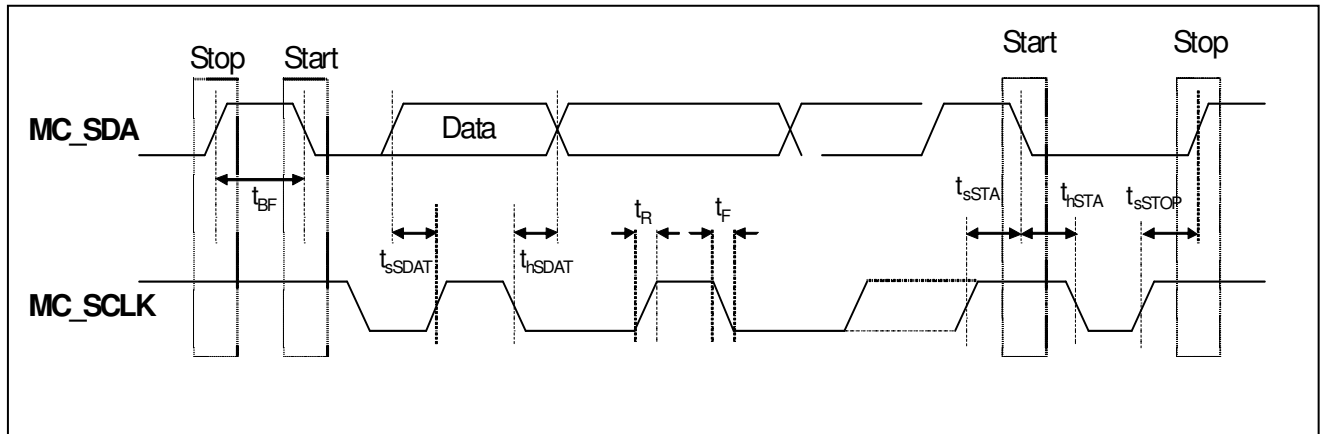 Stop Start Start Stop
MC_SDA Data
tBF tsSTA thSTA tsSTOP
tsSDAT thSDAT tR tF
MC_SCLK